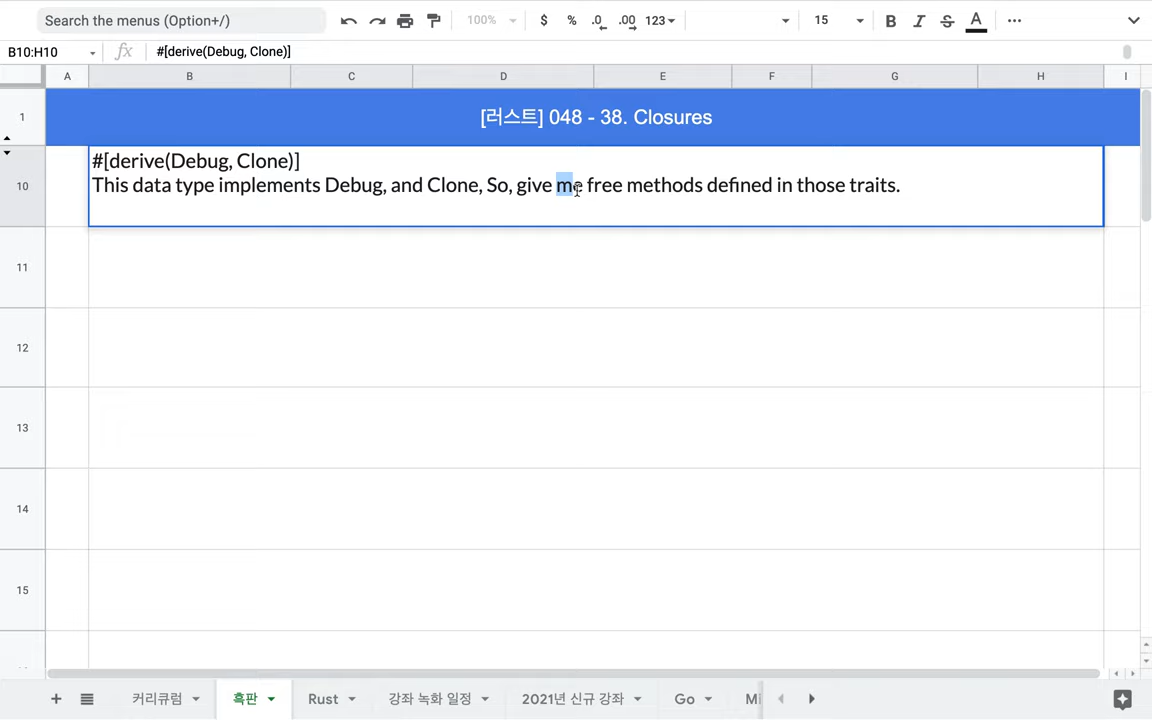 Search the menus (Option+/)
100%
$ % .0 .00 123
15
B I S A
B10:H10
fx
#[derive(Debug, Clone)]
A B C D E F G H I
1
[러스트] 048 - 38. Closures
10
#[derive(Debug, Clone)]
This data type implements Debug, and Clone, So, give me free methods defined in those traits.
11
12
13
14
15
커리큐럼 흑판 Rust 강좌 녹화 일정 2021년 신규 강좌 Go Mi